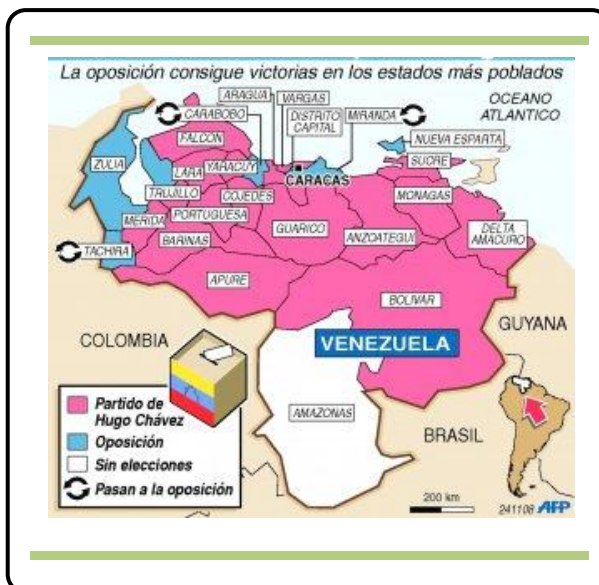 La oposición consigue victorias en los estados más poblados
ARAGUA
VARGAS
OCEANO
ATLANTICO
CARABOBO
DISTRITO
CAPITAL
MIRANDA
FALCON
NUEVA ESPARTA
ZULIA
LARA
YARACUY
CARACAS
SUCRE
TRUJILLO
COJEDES
MONAGAS
MERIDA
PORTUGUESA
GUARICO
ANZOATEGUI
DELTA
AMACURO
TACHIRA
BARINAS
APURE
BOLIVAR
COLOMBIA
GUYANA
VENEZUELA
AMAZONAS
BRASIL
Partido de
Hugo Chávez
Oposición
Sin elecciones
Pasan a la oposición
200 km
241108 AFP